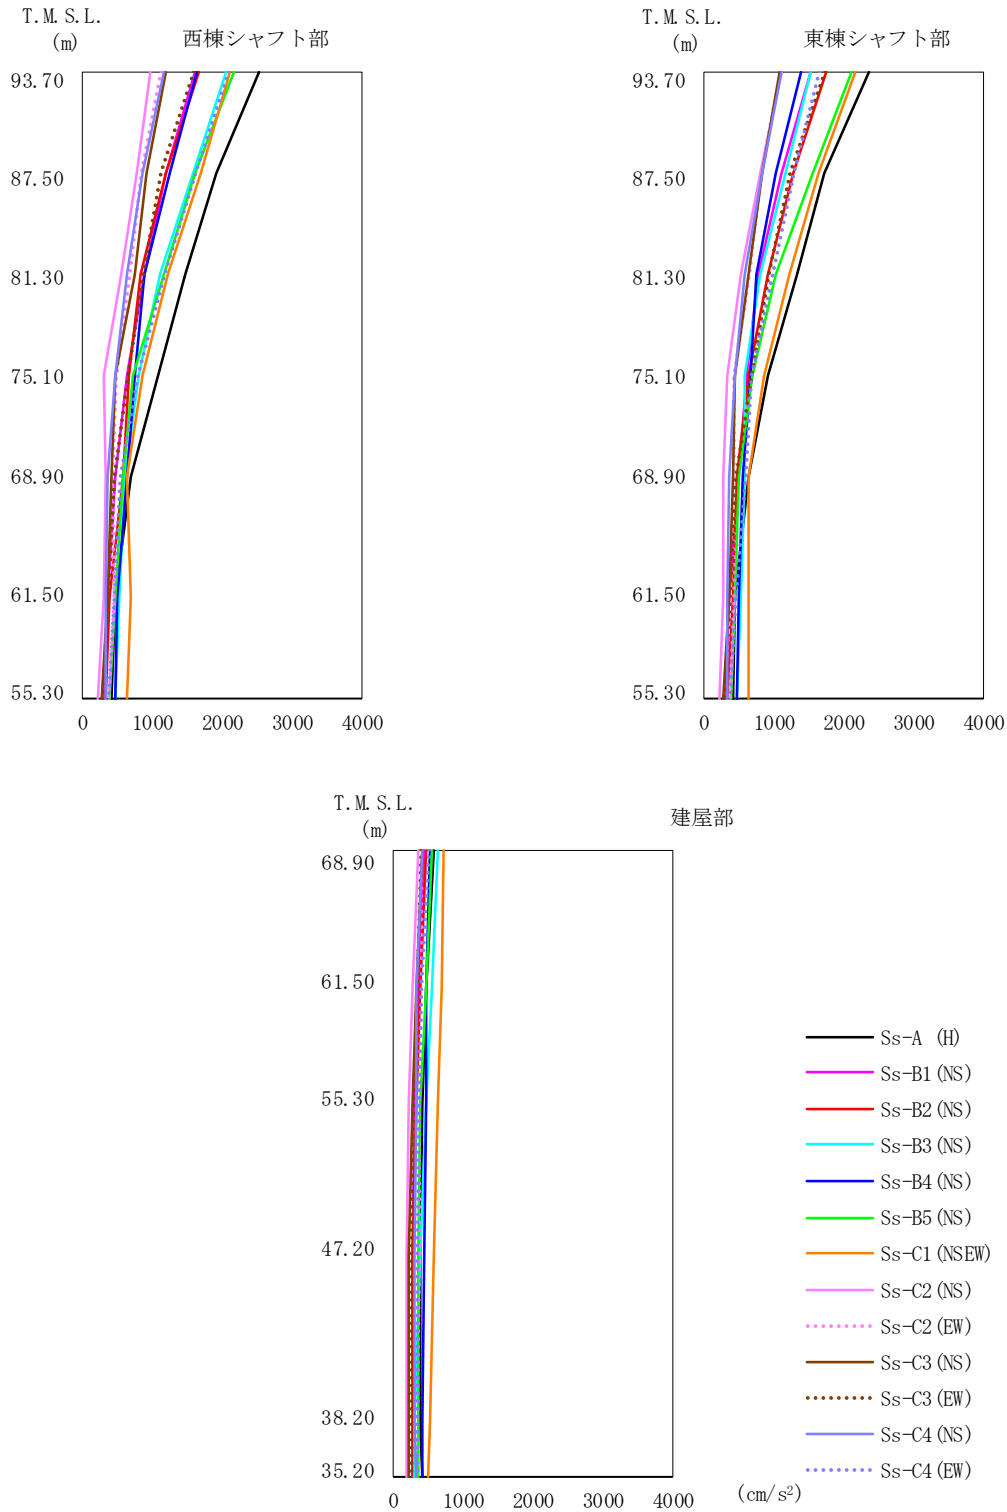 T.M.S.L.
(m)
西棟シャフト部
93.70
87.50
81.30
75.10
68.90
61.50
55.30
0 1000 2000 3000 4000
T.M.S.L.
(m)
東棟シャフト部
93.70
87.50
81.30
75.10
68.90
61.50
55.30
0 1000 2000 3000 4000
T.M.S.L.
(m)
建屋部
68.90
61.50
55.30
47.20
38.20
35.20
0 1000 2000 3000 4000
(cm/s²)
Ss-A (H)
Ss-B1(NS)
Ss-B2(NS)
Ss-B3(NS)
Ss-B4(NS)
Ss-B5(NS)
Ss-C1(NSEW)
Ss-C2(NS)
Ss-C2(EW)
Ss-C3(NS)
Ss-C3(EW)
Ss-C4(NS)
Ss-C4(EW)